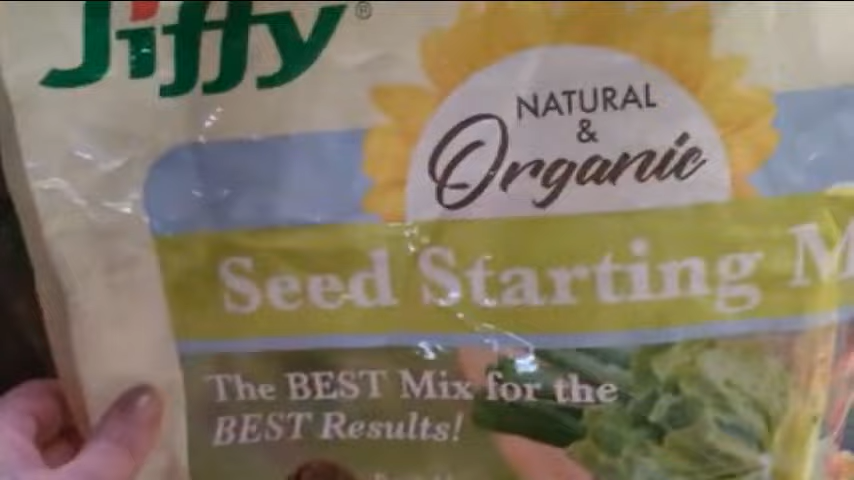 Jiffy®
NATURAL
&
Organic
Seed Starting M
The BEST Mix for the
BEST Results!